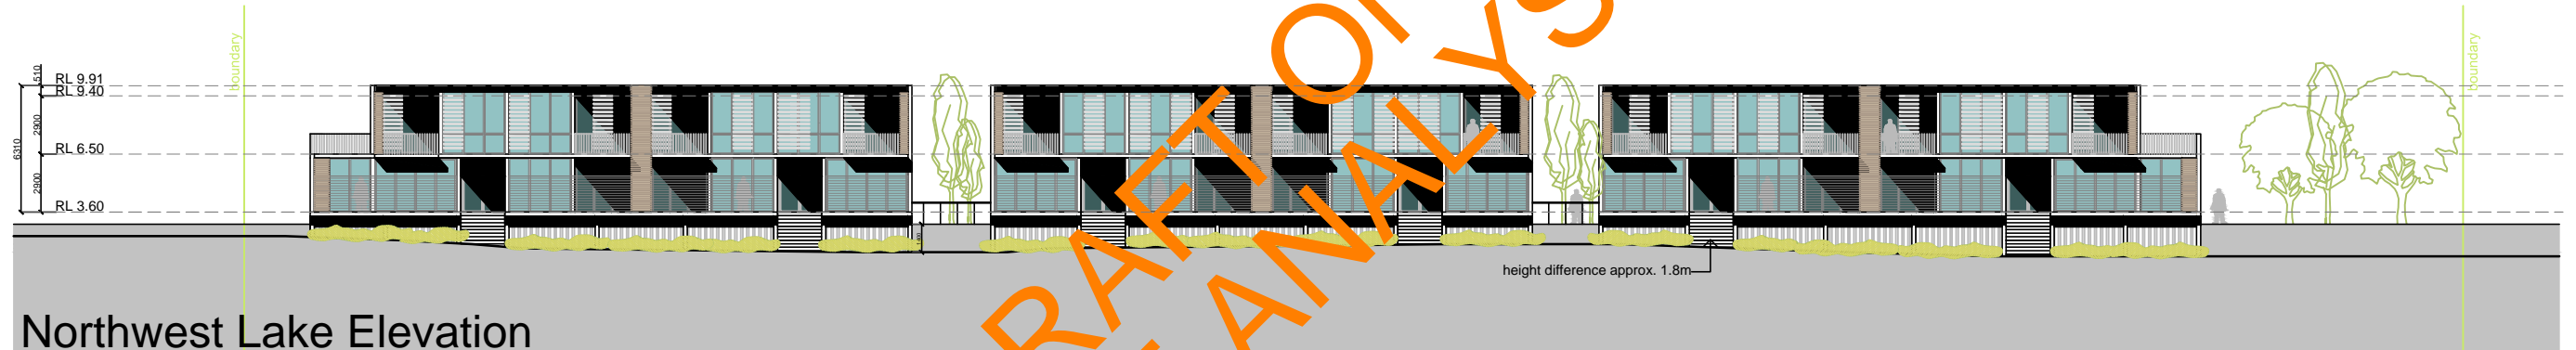 boundary
boundary
510
RL 9.91
RL 9.40
2900
6310
RL 6.50
2900
RL 3.60
height difference approx. 1.8m
Northwest Lake Elevation